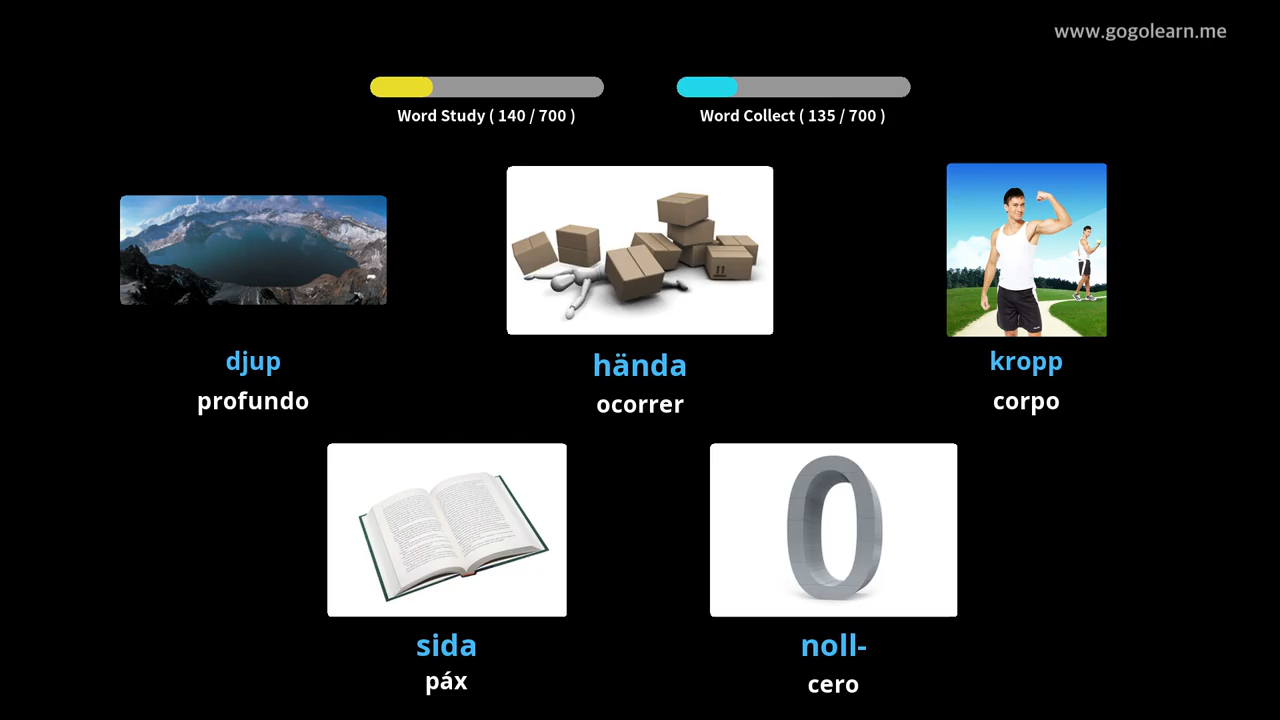 www.gogolearn.me
Word Study ( 140 / 700 )
Word Collect ( 135 / 700 )
djup
profundo
hända
ocorrer
kropp
corpo
sida
páx
noll-
cero